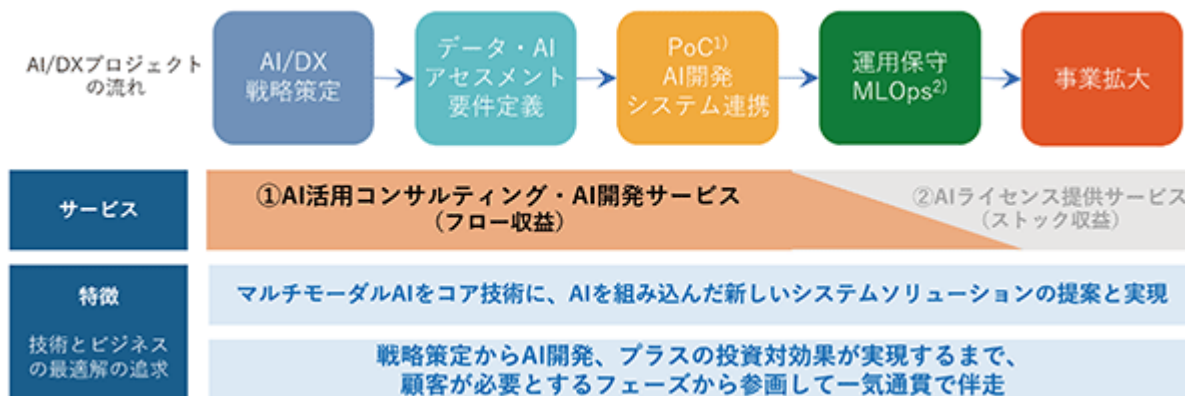 AI/DXプロジェクト
の流れ
AI/DX
戦略策定
データ・AI
アセスメント
要件定義
PoC1)
AI開発
システム連携
運用保守
MLOps2)
事業拡大
サービス
①AI活用コンサルティング・AI開発サービス
（フロー収益）
②AIライセンス提供サービス
（ストック収益）
特徴
技術とビジネス
の最適解の追求
マルチモーダルAIをコア技術に、AIを組み込んだ新しいシステムソリューションの提案と実現
戦略策定からAI開発、プラスの投資対効果が実現するまで、
顧客が必要とするフェーズから参画して一気通貫で伴走